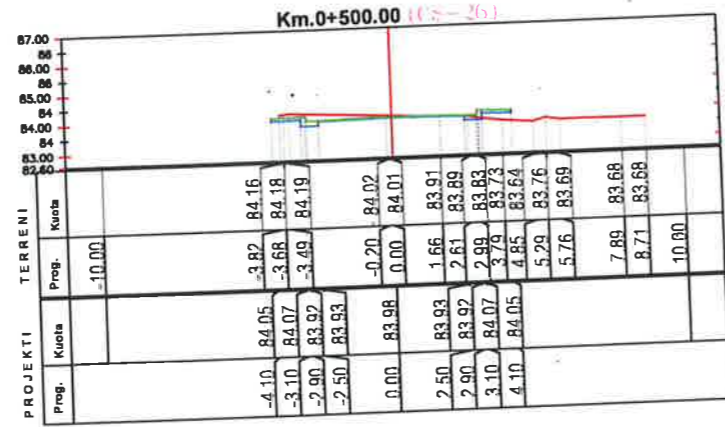 Km.0+500.00 (CS-26)
87.00
86
86.00
85
85.00
84
84.00
83
83.00
82.50
TERRENI
Kuota
84.16 84.18 84.19 84.02 84.01 83.91 83.89 83.83 83.73 83.64 83.76 83.69 83.68 83.68
Prog.
-10.00 -3.82 -3.68 -3.49 -0.20 0.00 1.66 2.61 2.99 3.79 4.85 5.29 5.76 7.89 8.71 10.00
PROJEKTI
Kuota
84.05 84.07 83.92 83.93 83.98 83.93 83.92 84.07 84.05
Prog.
-4.10 -3.10 -2.90 -2.50 0.00 2.50 2.90 3.10 4.10